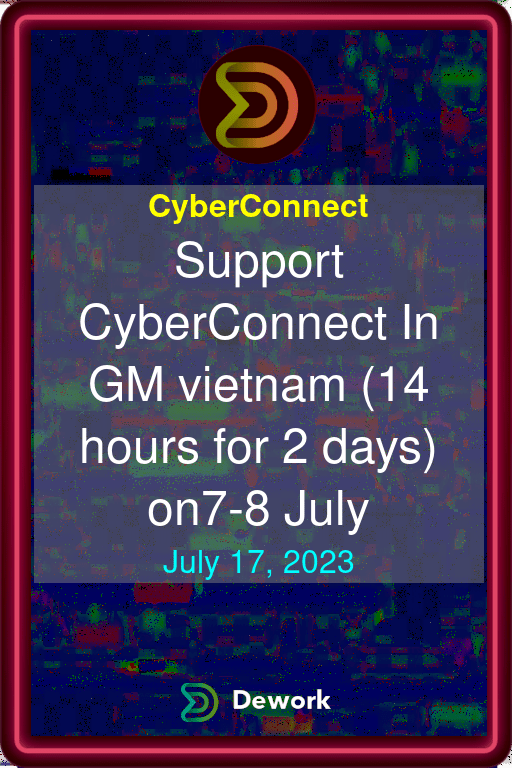 CyberConnect
Support
CyberConnect In
GM vietnam (14
hours for 2 days)
on7-8 July
July 17, 2023
Dework